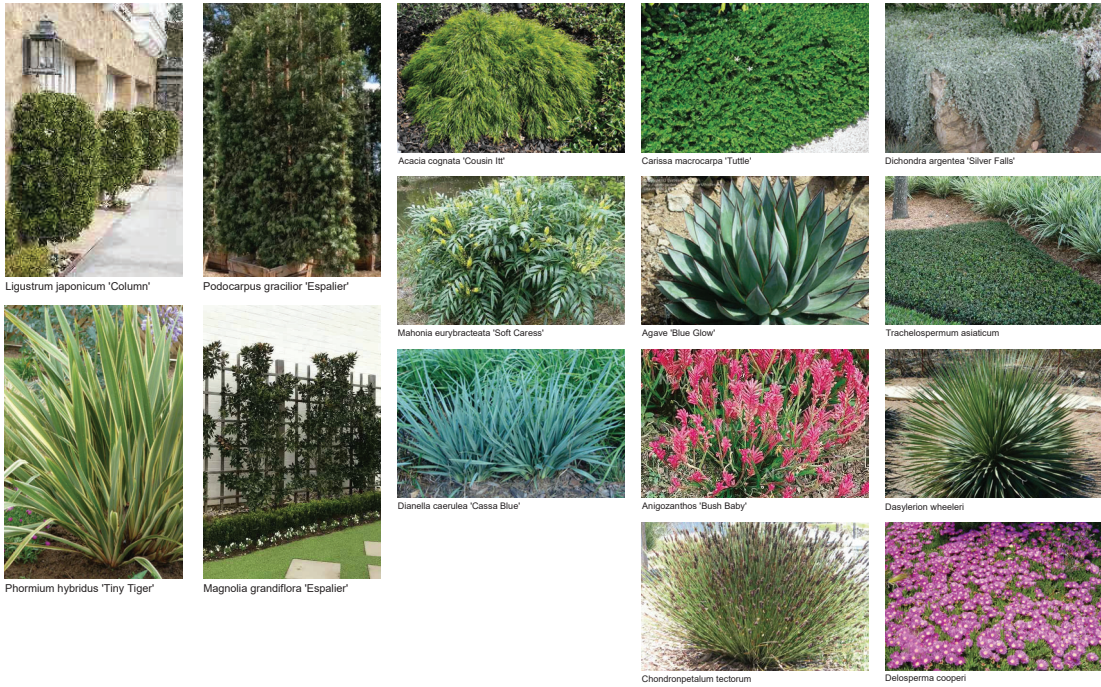 Ligustrum japonicum 'Column'
Podocarpus gracilior 'Espalier'
Acacia cognata 'Cousin Itt'
Carissa macrocarpa 'Tuttle'
Dichondra argentea 'Silver Falls'
Mahonia eurybracteata 'Soft Caress'
Agave 'Blue Glow'
Trachelospermum asiaticum
Phormium hybridus 'Tiny Tiger'
Magnolia grandiflora 'Espalier'
Dianella caerulea 'Cassa Blue'
Anigozanthos 'Bush Baby'
Dasylerion wheeleri
Chondronpetalum tectorum
Delosperma cooperi